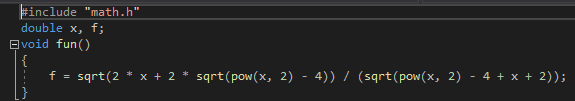 #include "math.h"
double x, f;
void fun()
{
f = sqrt(2 * x + 2 * sqrt(pow(x, 2) - 4)) / (sqrt(pow(x, 2) - 4 + x + 2));
}